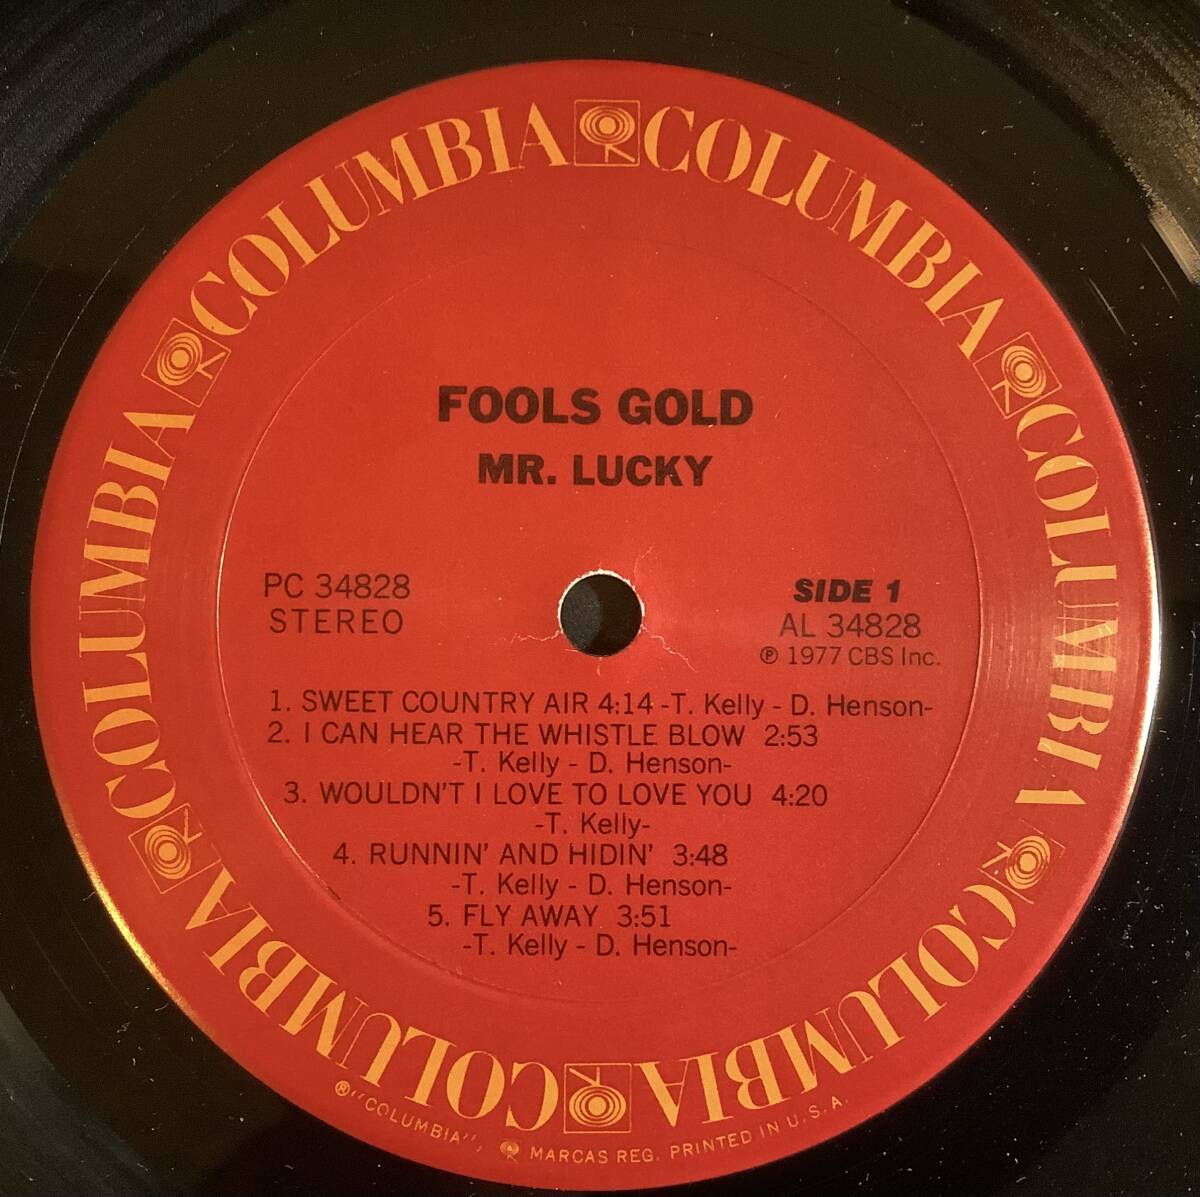 COLUMBIA COLUMBIA COLUMBIA COLUMBIA COLUMBIA COLUMBIA
FOOLS GOLD
MR. LUCKY
PC 34828
STEREO
SIDE 1
AL 34828
℗ 1977 CBS Inc.
1. SWEET COUNTRY AIR 4:14 -T. Kelly - D. Henson-
2. I CAN HEAR THE WHISTLE BLOW 2:53
-T. Kelly - D. Henson-
3. WOULDN'T I LOVE TO LOVE YOU 4:20
-T. Kelly-
4. RUNNIN' AND HIDIN' 3:48
-T. Kelly - D. Henson-
5. FLY AWAY 3:51
-T. Kelly - D. Henson-
®"COLUMBIA", MARCAS REG. PRINTED IN U.S.A.